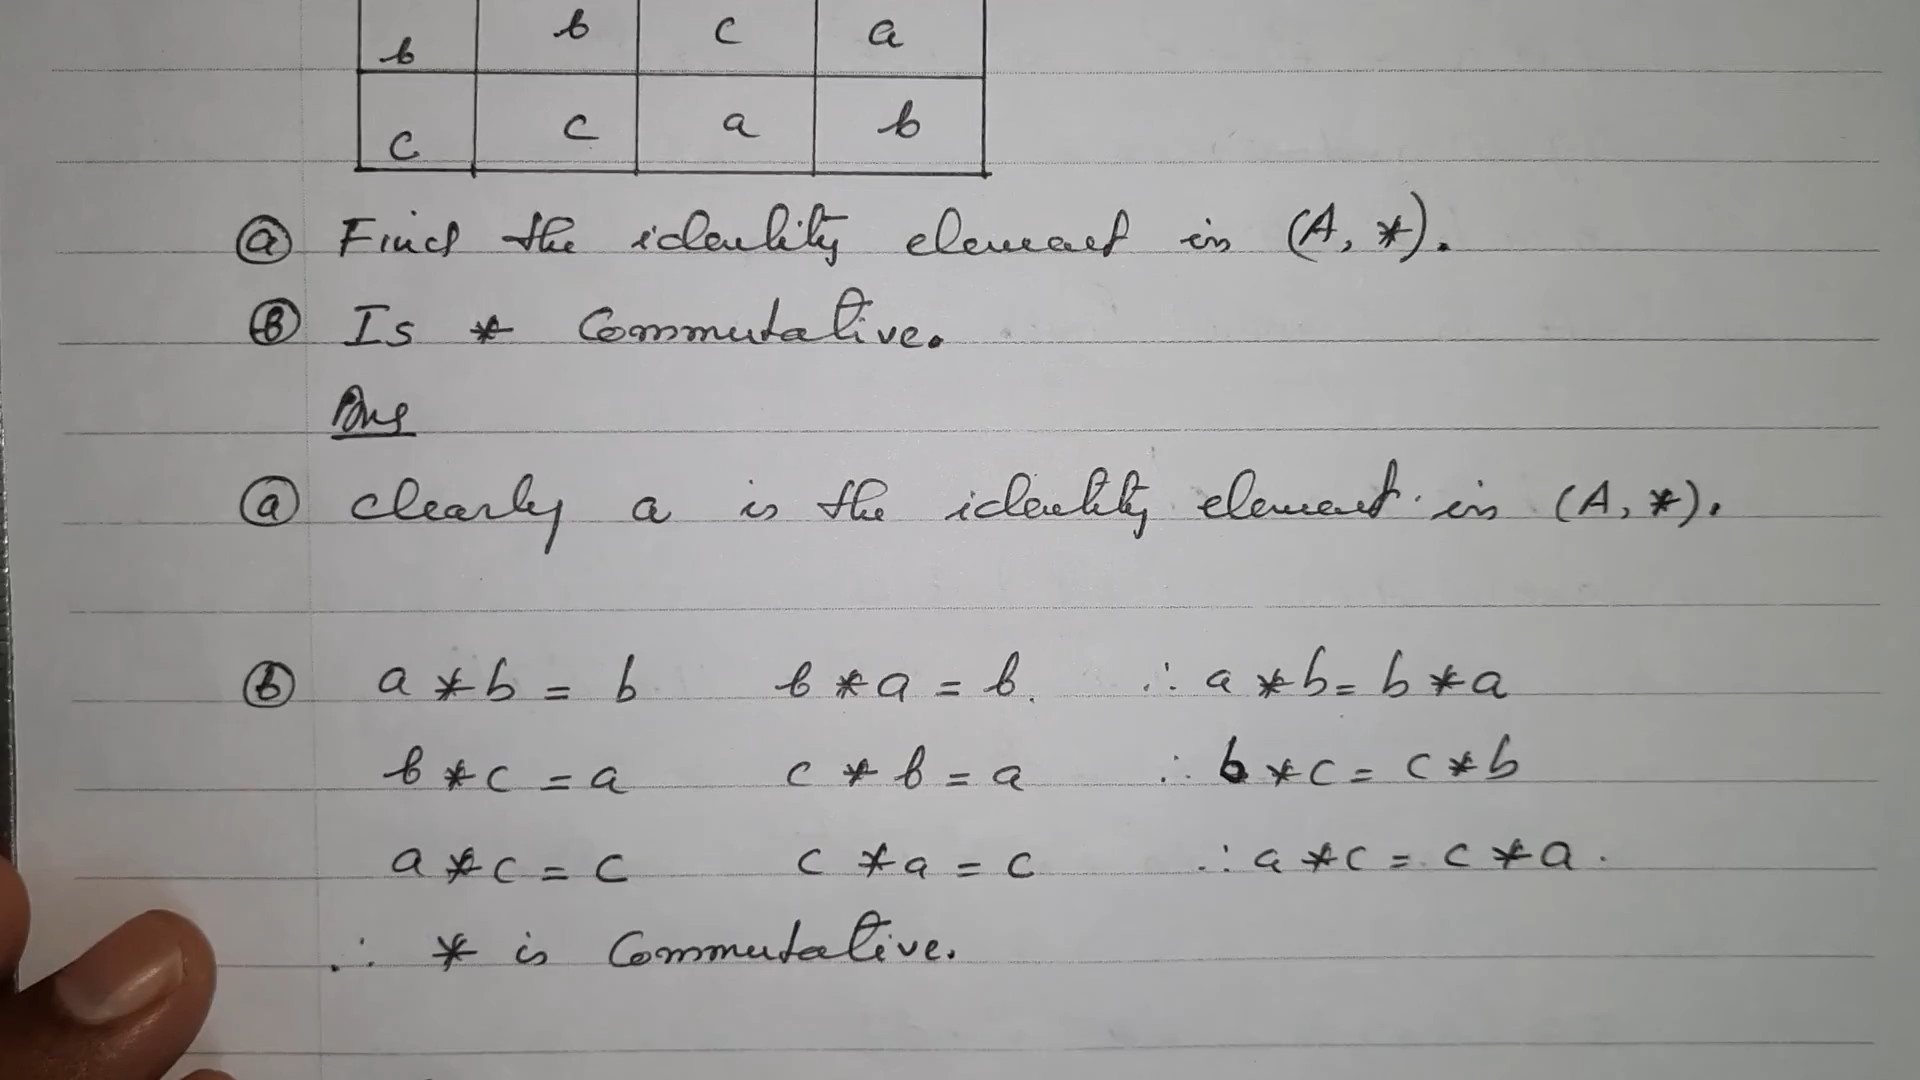 b b c a
c c a b
(a) Find the identity element in (A, *).
(B) Is * Commutative.
Ans
(a) clearly a is the identity element in (A, *).
(b) a * b = b b * a = b. ∴ a * b = b * a
b * c = a c * b = a ∴ b * c = c * b
a * c = c c * a = c ∴ a * c = c * a.
∴ * is Commutative.